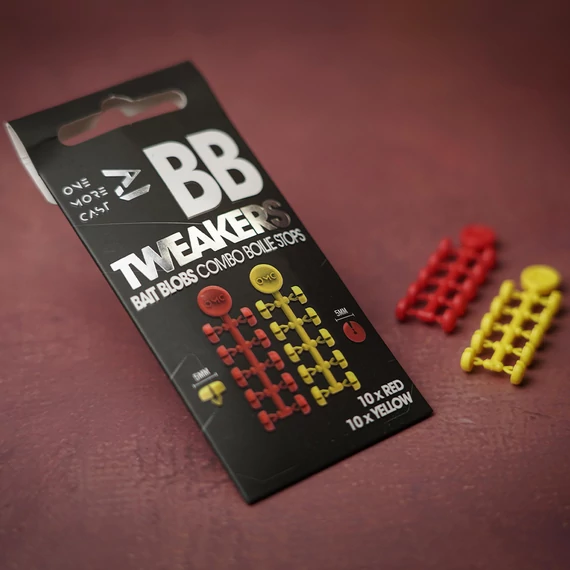 ONE
MORE
CAST
BB
TWEAKERS
BAIT BLOBS COMBO BOILIE STOPS
OMC
OMC
5MM
5MM
10 x RED
10 x YELLOW